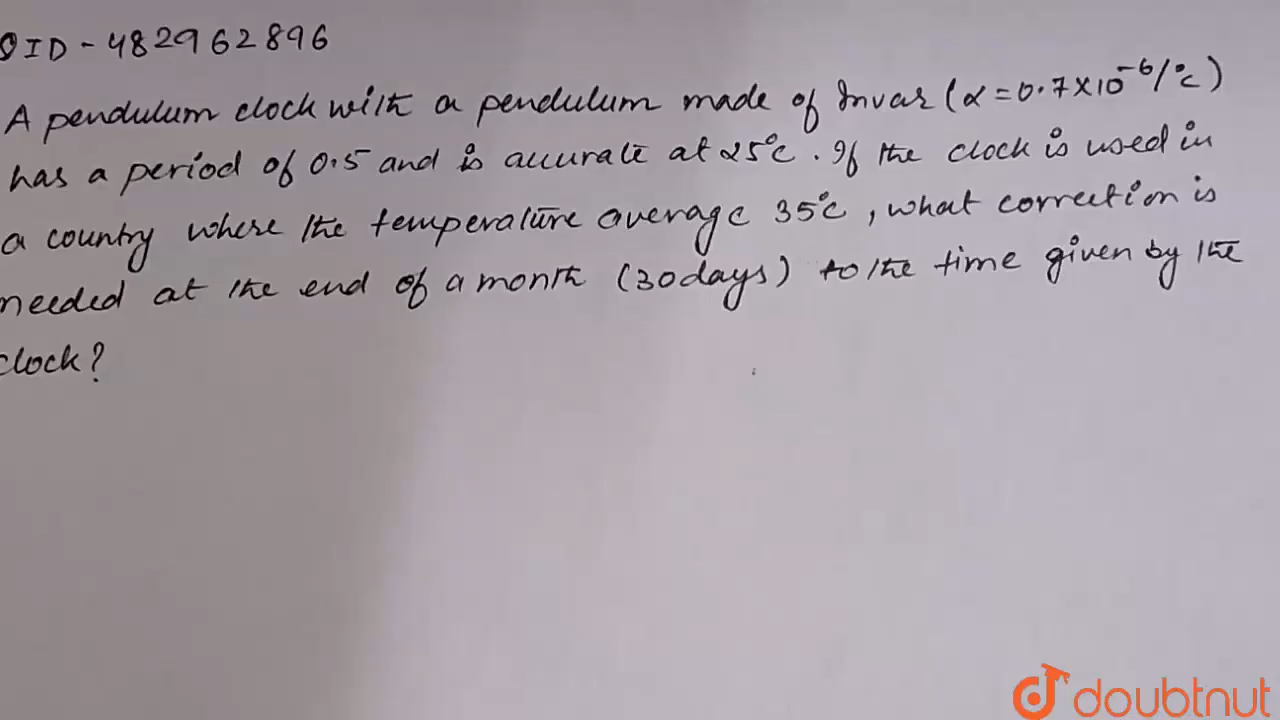 QID - 482962896
A pendulum clock with a pendulum made of Invar (α = 0.7×10⁻⁶/°C)
has a period of 0.5 and is accurate at 25°C. If the clock is used in
a country where the temperature average 35°C, what correction is
needed at the end of a month (30days) to the time given by the
clock?
doubtnut